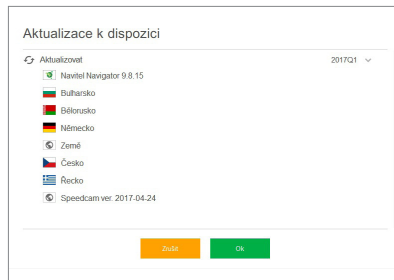 Aktualizace k dispozici
Aktualizovat 2017Q1
Navitel Navigator 9.8.15
Bulharsko
Bělorusko
Německo
Země
Česko
Řecko
Speedcam ver. 2017-04-24
Zrušit Ok